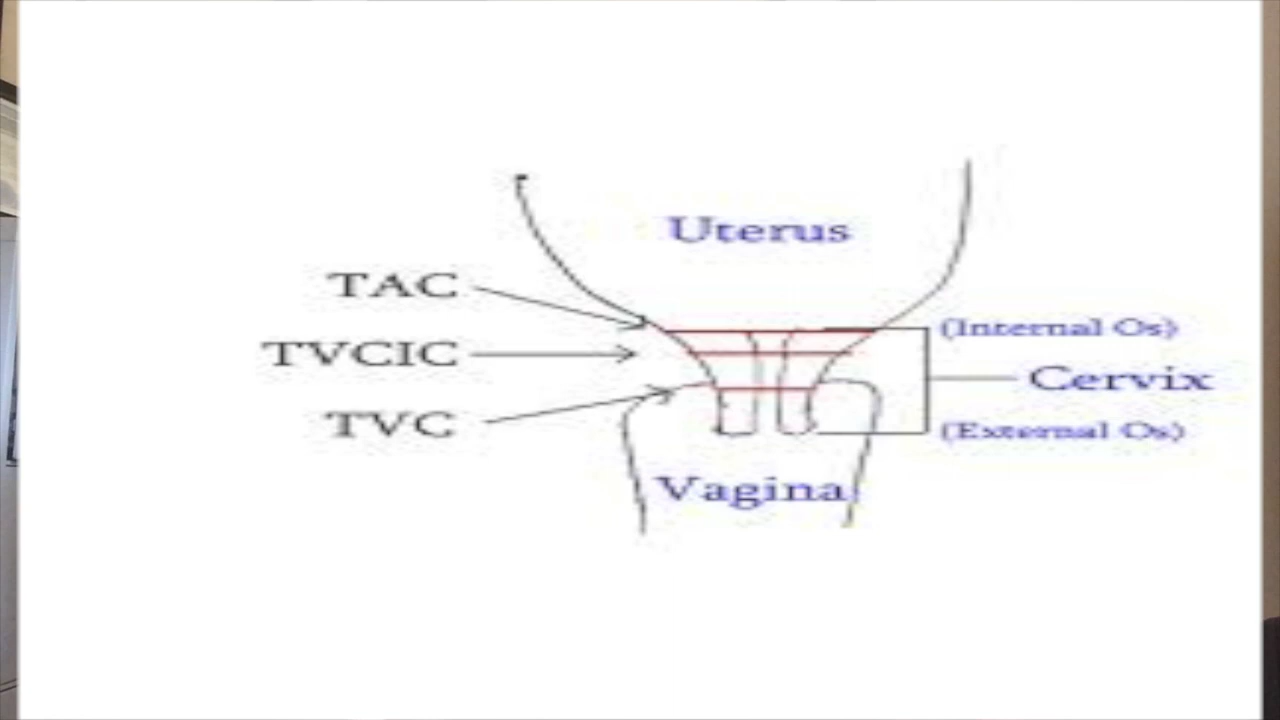 Uterus
TAC
(Internal Os)
TVCIC
Cervix
TVC
(External Os)
Vagina